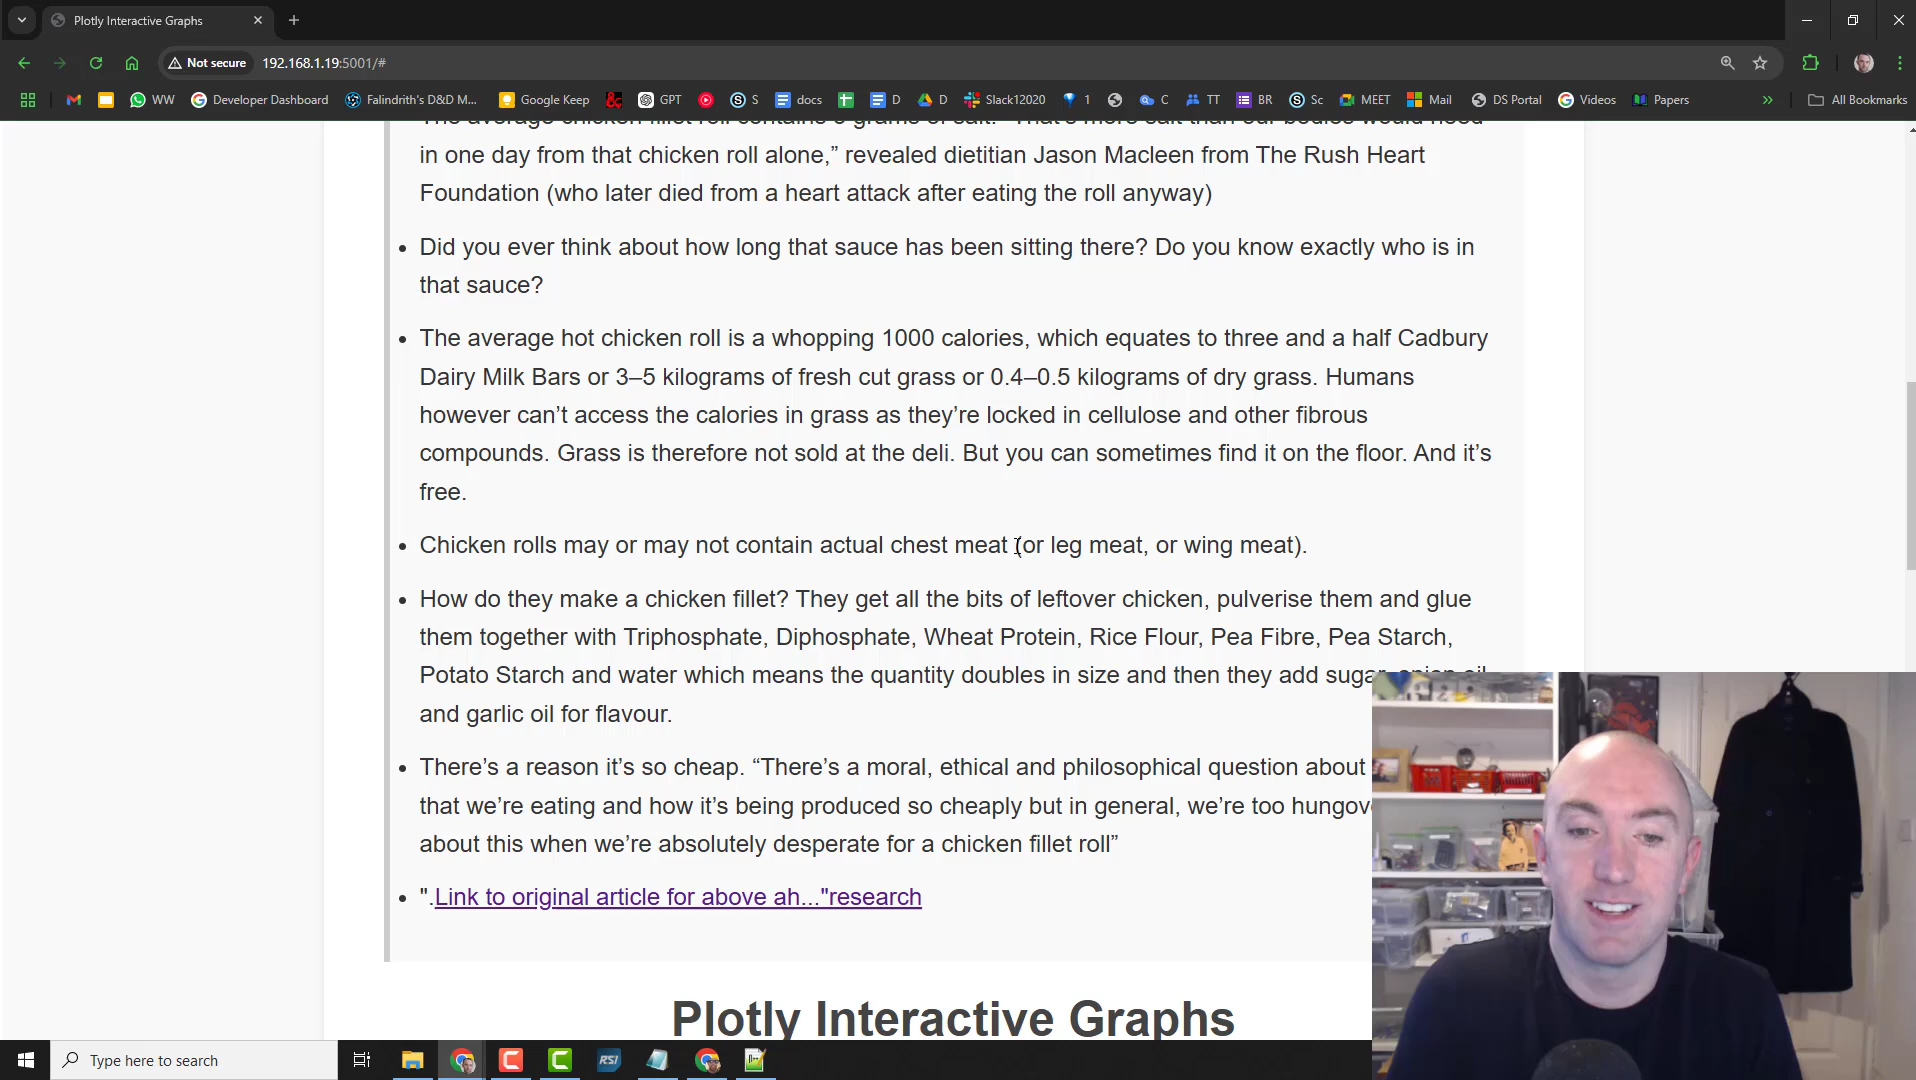 Plotly Interactive Graphs
Not secure 192.168.1.19:5001/#
WW Developer Dashboard Falindrith's D&D M... Google Keep GPT S docs D D Slack12020 1 C TT BR Sc MEET Mail DS Portal Videos Papers » All Bookmarks
in one day from that chicken roll alone,” revealed dietitian Jason Macleen from The Rush Heart
Foundation (who later died from a heart attack after eating the roll anyway)
• Did you ever think about how long that sauce has been sitting there? Do you know exactly who is in
that sauce?
• The average hot chicken roll is a whopping 1000 calories, which equates to three and a half Cadbury
Dairy Milk Bars or 3–5 kilograms of fresh cut grass or 0.4–0.5 kilograms of dry grass. Humans
however can’t access the calories in grass as they’re locked in cellulose and other fibrous
compounds. Grass is therefore not sold at the deli. But you can sometimes find it on the floor. And it’s
free.
• Chicken rolls may or may not contain actual chest meat (or leg meat, or wing meat).
• How do they make a chicken fillet? They get all the bits of leftover chicken, pulverise them and glue
them together with Triphosphate, Diphosphate, Wheat Protein, Rice Flour, Pea Fibre, Pea Starch,
Potato Starch and water which means the quantity doubles in size and then they add sugar, onion oil
and garlic oil for flavour.
• There’s a reason it’s so cheap. “There’s a moral, ethical and philosophical question about
that we’re eating and how it’s being produced so cheaply but in general, we’re too hungov
about this when we’re absolutely desperate for a chicken fillet roll”
• ".Link to original article for above ah..."research
Plotly Interactive Graphs
Type here to search
RSI